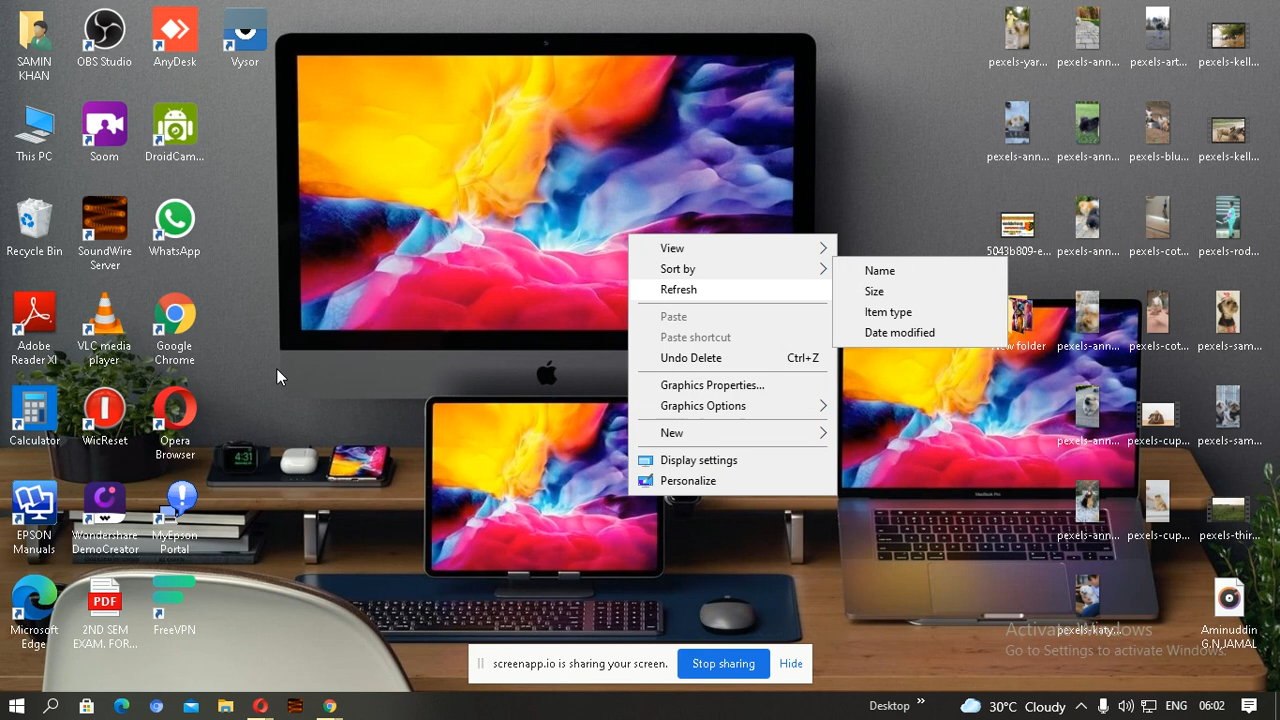 SAMIN
KHAN
OBS Studio
AnyDesk
Vysor
pexels-yar...
pexels-ann...
pexels-art...
pexels-kell...
This PC
Soom
DroidCam...
pexels-ann...
pexels-ann...
pexels-blu...
pexels-kell...
Recycle Bin
SoundWire
Server
WhatsApp
5043b809-e...
pexels-ann...
pexels-cot...
pexels-rod...
View
Sort by
Refresh
Paste
Paste shortcut
Undo Delete Ctrl+Z
Graphics Properties...
Graphics Options
New
Display settings
Personalize
Name
Size
Item type
Date modified
Adobe
Reader XI
VLC media
player
Google
Chrome
New folder
pexels-ann...
pexels-cot...
pexels-sam...
Calculator
WicReset
Opera
Browser
pexels-ann...
pexels-cup...
pexels-sam...
4:31
MacBook Pro
EPSON
Manuals
Wondershare
DemoCreator
MyEpson
Portal
pexels-ann...
pexels-cup...
pexels-thir...
Microsoft
Edge
PDF
2ND SEM
EXAM. FOR...
FreeVPN
pexels-katy...
Aminuddin
G.N.JAMAL
Activate Windows
Go to Settings to activate Windows.
screenapp.io is sharing your screen.
Stop sharing
Hide
Desktop
30°C Cloudy
ENG
06:02